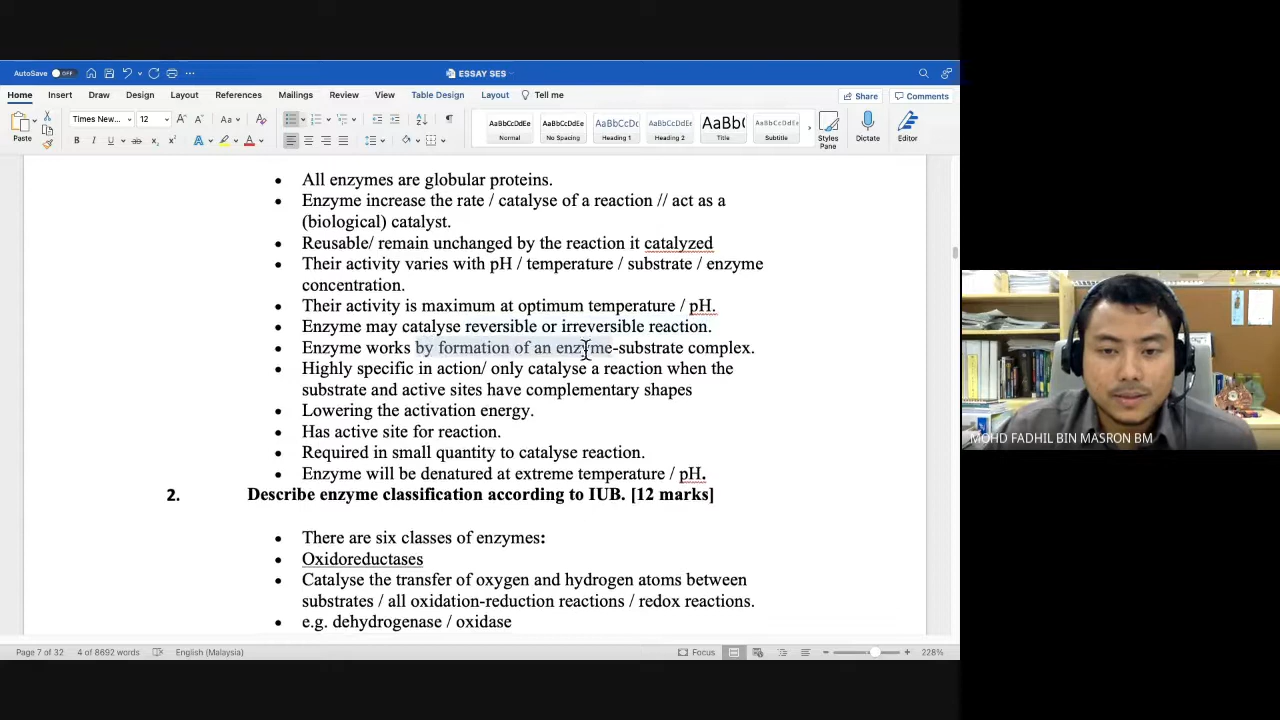 AutoSave OFF ESSAY SES
Home Insert Draw Design Layout References Mailings Review View Table Design Layout Tell me Share Comments
Paste Times New... 12 Aa AaBbCcDdEe AaBbCcDdEe AaBbCcDc AaBbCcDdEe AaBb( AaBbCcDdEe
B I U ab Normal No Spacing Heading 1 Heading 2 Title Subtitle Styles Pane Dictate Editor
• All enzymes are globular proteins.
• Enzyme increase the rate / catalyse of a reaction // act as a
(biological) catalyst.
• Reusable/ remain unchanged by the reaction it catalyzed
• Their activity varies with pH / temperature / substrate / enzyme
concentration.
• Their activity is maximum at optimum temperature / pH.
• Enzyme may catalyse reversible or irreversible reaction.
• Enzyme works by formation of an enzyme-substrate complex.
• Highly specific in action/ only catalyse a reaction when the
substrate and active sites have complementary shapes
• Lowering the activation energy.
• Has active site for reaction.
• Required in small quantity to catalyse reaction.
• Enzyme will be denatured at extreme temperature / pH.
2. Describe enzyme classification according to IUB. [12 marks]
• There are six classes of enzymes:
• Oxidoreductases
• Catalyse the transfer of oxygen and hydrogen atoms between
substrates / all oxidation-reduction reactions / redox reactions.
• e.g. dehydrogenase / oxidase
Page 7 of 32 4 of 8692 words English (Malaysia) Focus 228%
MOHD FADHIL BIN MASRON BM